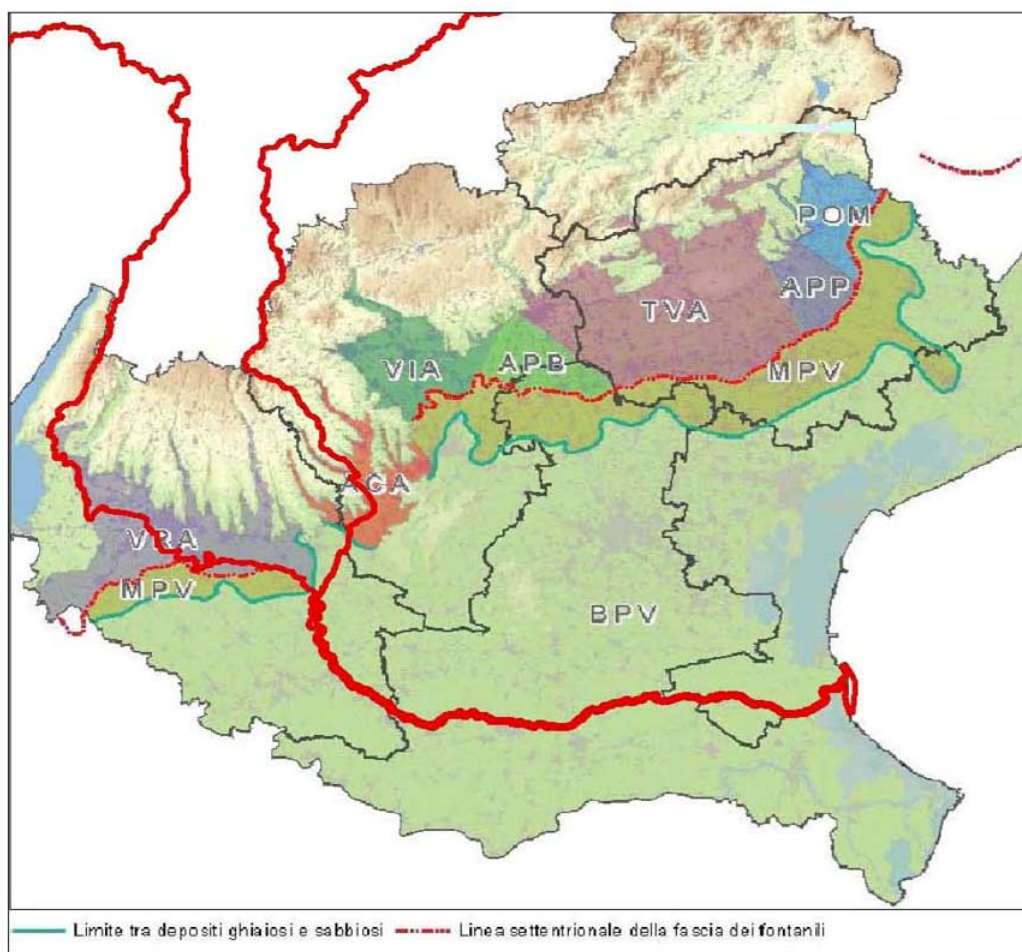 POM
APP
TVA
APB
VIA
MPV
ACA
VRA
MPV
BPV
Limite tra depositi ghiaiosi e sabbiosi
Linea settentrionale della fascia dei fontanili